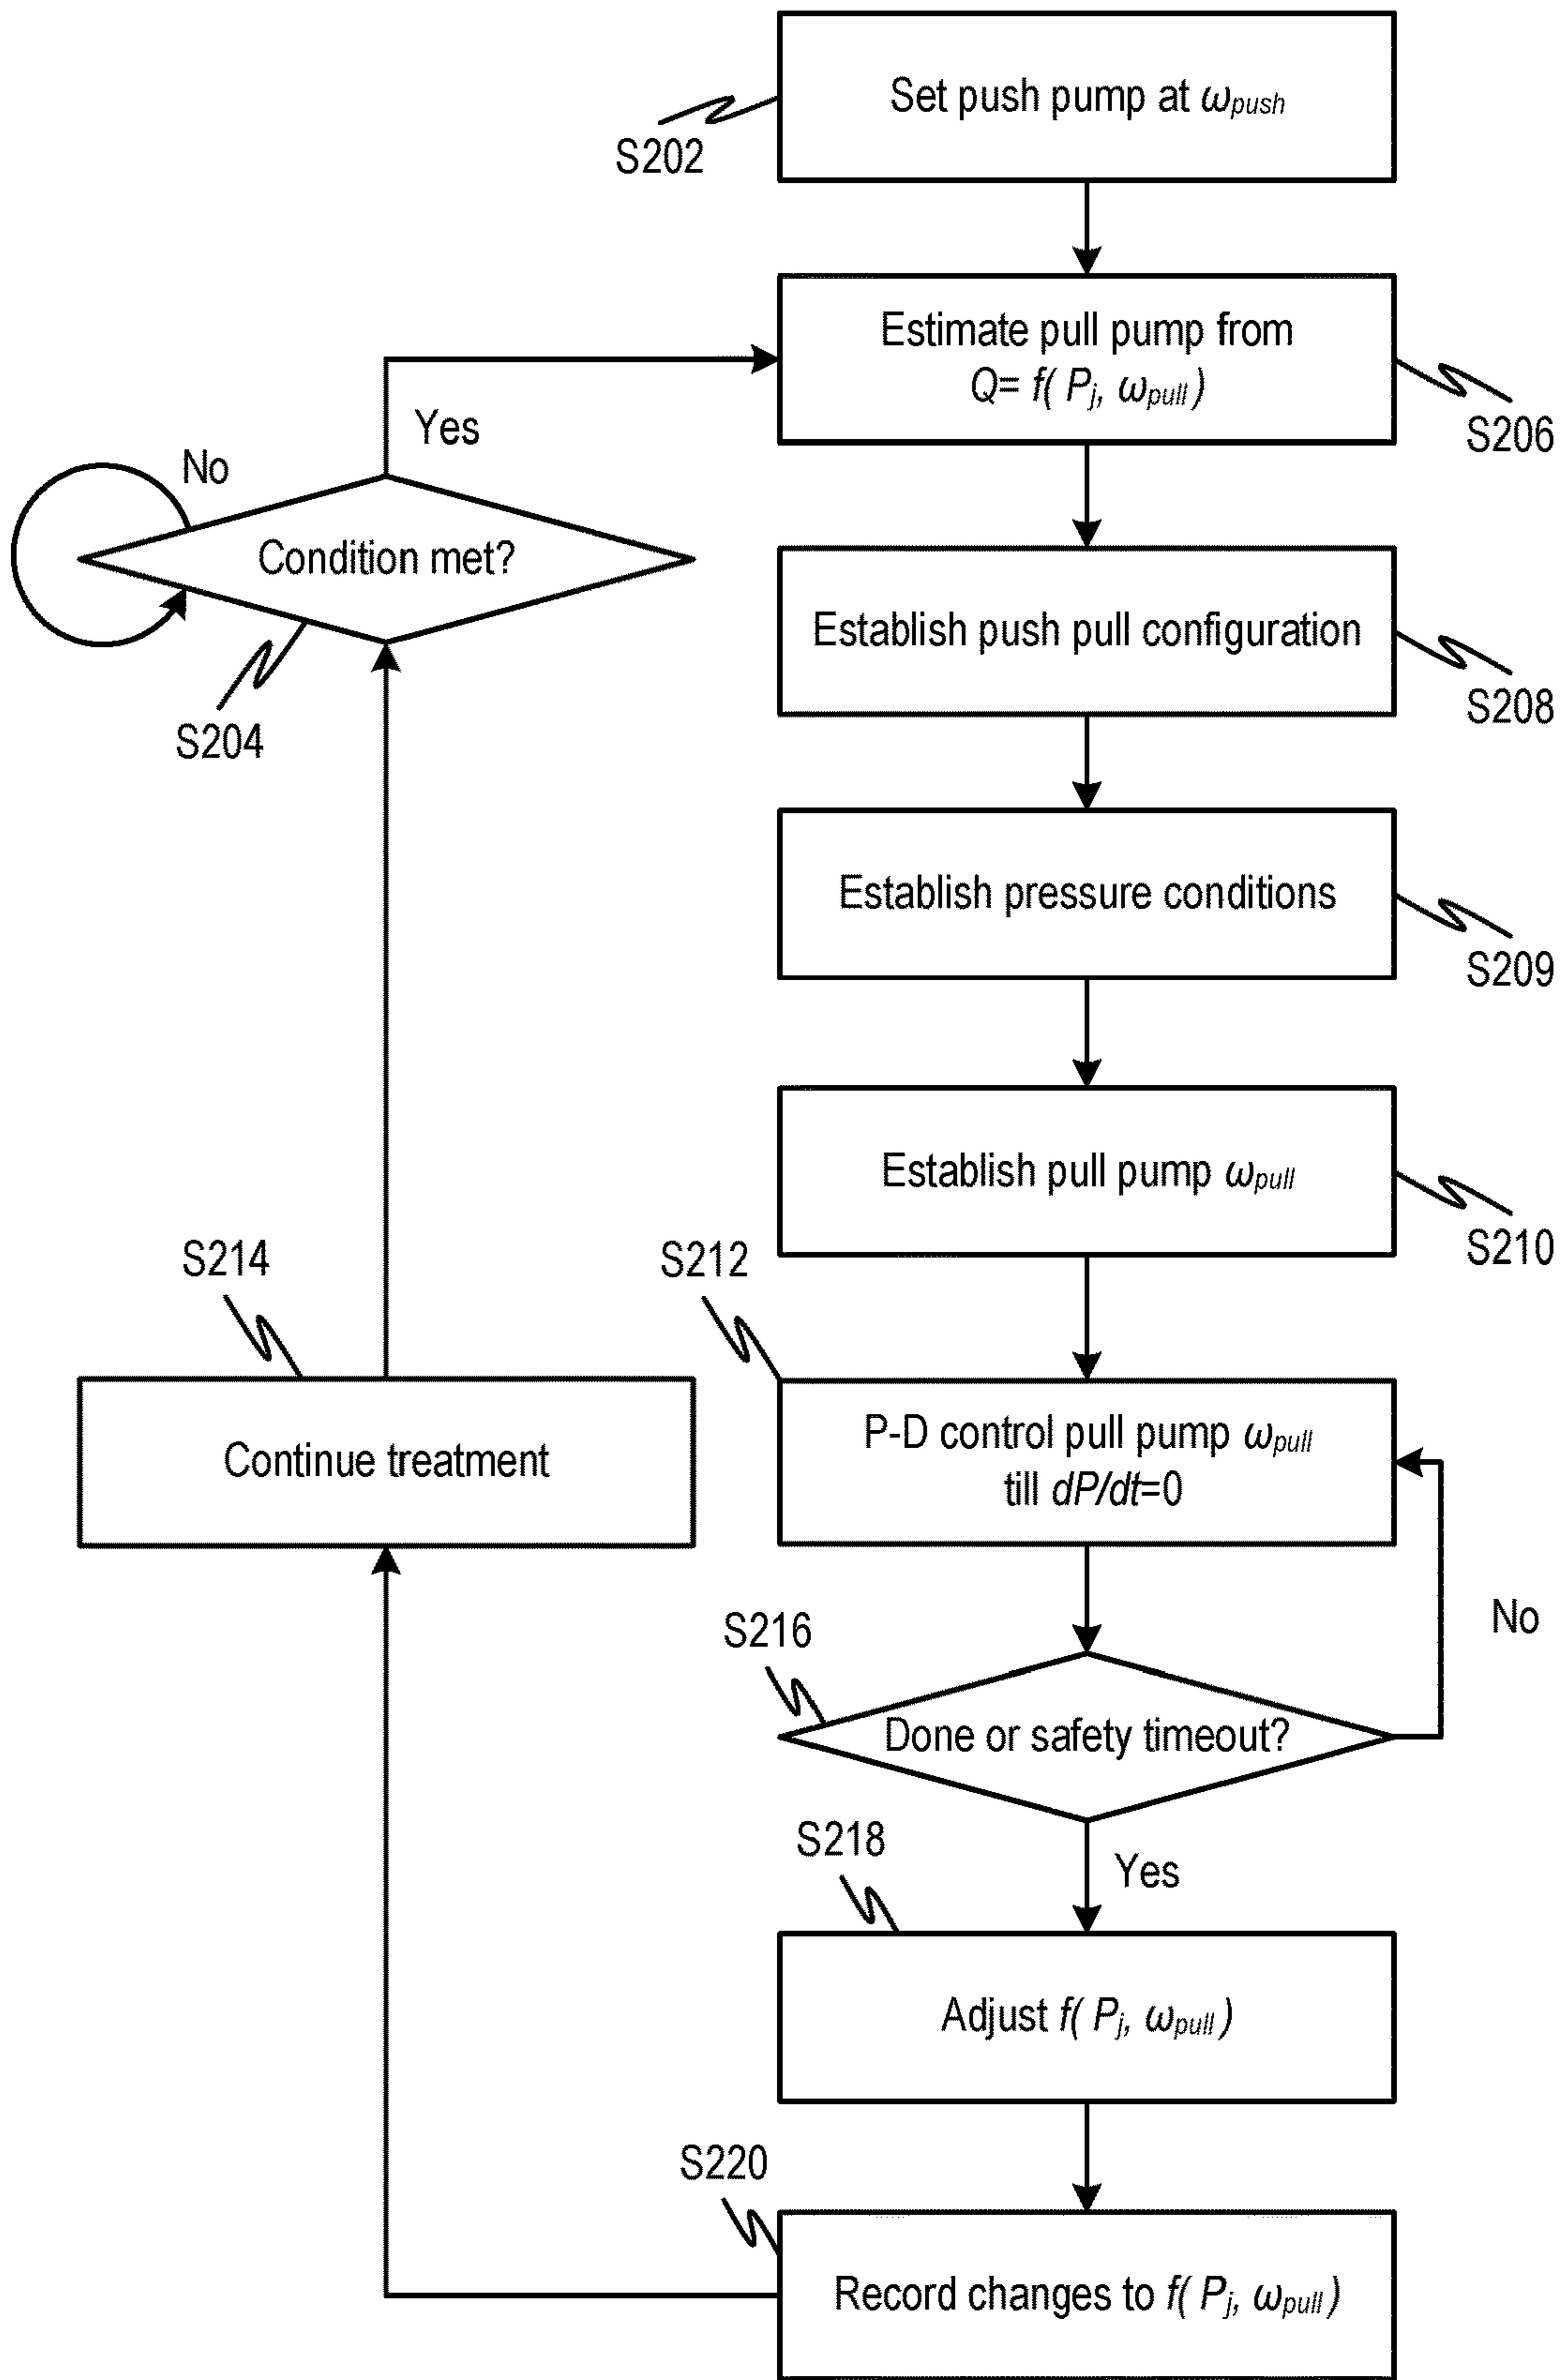 Set push pump at ωpush
S202
Estimate pull pump from
Q= f( Pj, ωpull )
S206
Yes
No
Condition met?
S204
Establish push pull configuration
S208
Establish pressure conditions
S209
Establish pull pump ωpull
S210
S214
S212
Continue treatment
P-D control pull pump ωpull
till dP/dt=0
No
S216
Done or safety timeout?
S218
Yes
Adjust f( Pj, ωpull )
S220
Record changes to f( Pj, ωpull )